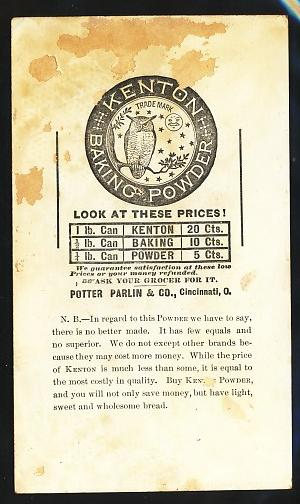 KENTON
TRADE MARK
BAKING POWDER
LOOK AT THESE PRICES!
1 lb. Can KENTON 20 Cts.
½ lb. Can BAKING 10 Cts.
¼ lb. Can POWDER 5 Cts.
We guarantee satisfaction at these low
Prices or your money refunded.
ASK YOUR GROCER FOR IT.
POTTER PARLIN & CO., Cincinnati, O.
N. B.—In regard to this POWDER we have to say,
there is no better made. It has few equals and
no superior. We do not except other brands be-
cause they may cost more money. While the price
of KENTON is much less than some, it is equal to
the most costly in quality. Buy POWDER,
and you will not only save money, but have light,
sweet and wholesome bread.